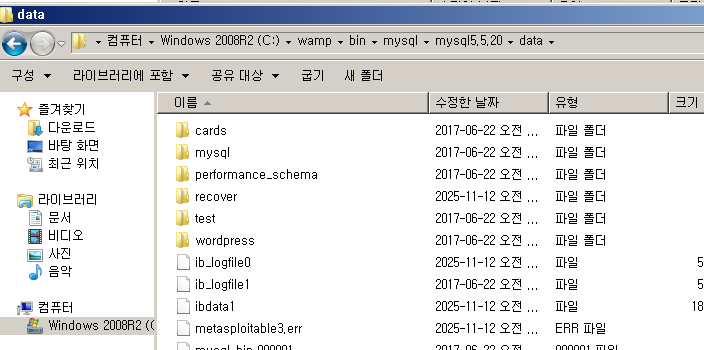 data
컴퓨터 Windows 2008R2 (C:) wamp bin mysql mysql5.5.20 data
구성 라이브러리에 포함 공유 대상 굽기 새 폴더
즐겨찾기
다운로드
바탕 화면
최근 위치
라이브러리
문서
비디오
사진
음악
컴퓨터
Windows 2008R2 (C
이름 수정한 날짜 유형 크기
cards 2017-06-22 오전 ... 파일 폴더
mysql 2017-06-22 오전 ... 파일 폴더
performance_schema 2017-06-22 오전 ... 파일 폴더
recover 2025-11-12 오전 ... 파일 폴더
test 2017-06-22 오전 ... 파일 폴더
wordpress 2017-06-22 오전 ... 파일 폴더
ib_logfile0 2025-11-12 오전 ... 파일 5
ib_logfile1 2017-06-22 오전 ... 파일 5
ibdata1 2025-11-12 오전 ... 파일 18
metasploitable3.err 2025-11-12 오전 ... ERR 파일
mysql-bin.000001 2017-06-22 오전 ... 000001 파일